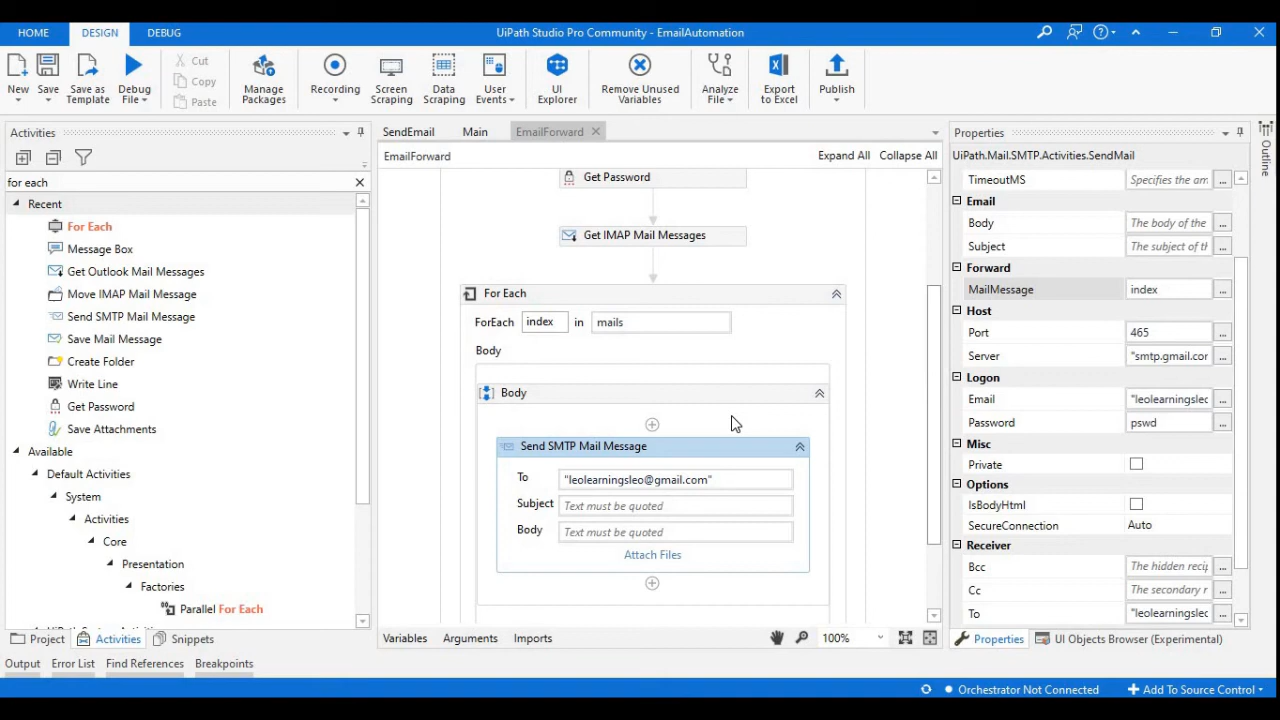 HOME DESIGN DEBUG UiPath Studio Pro Community - EmailAutomation
New Save Save as Template Debug File Cut Copy Paste Manage Packages Recording Screen Scraping Data Scraping User Events UI Explorer Remove Unused Variables Analyze File Export to Excel Publish
Activities
for each
Recent
For Each
Message Box
Get Outlook Mail Messages
Move IMAP Mail Message
Send SMTP Mail Message
Save Mail Message
Create Folder
Write Line
Get Password
Save Attachments
Available
Default Activities
System
Activities
Core
Presentation
Factories
Parallel For Each
Project Activities Snippets
SendEmail Main EmailForward
EmailForward Expand All Collapse All
Get Password
Get IMAP Mail Messages
For Each
ForEach index in mails
Body
Body
Send SMTP Mail Message
To "leolearningsleo@gmail.com"
Subject Text must be quoted
Body Text must be quoted
Attach Files
Variables Arguments Imports 100%
Properties
UiPath.Mail.SMTP.Activities.SendMail
TimeoutMS Specifies the am ...
Email
Body The body of the ...
Subject The subject of th ...
Forward
MailMessage index ...
Host
Port 465 ...
Server "smtp.gmail.cor ...
Logon
Email "leolearningslec ...
Password pswd ...
Misc
Private
Options
IsBodyHtml
SecureConnection Auto
Receiver
Bcc The hidden recip ...
Cc The secondary r ...
To "leolearningslec ...
Properties UI Objects Browser (Experimental)
Outline
Output Error List Find References Breakpoints
Orchestrator Not Connected Add To Source Control